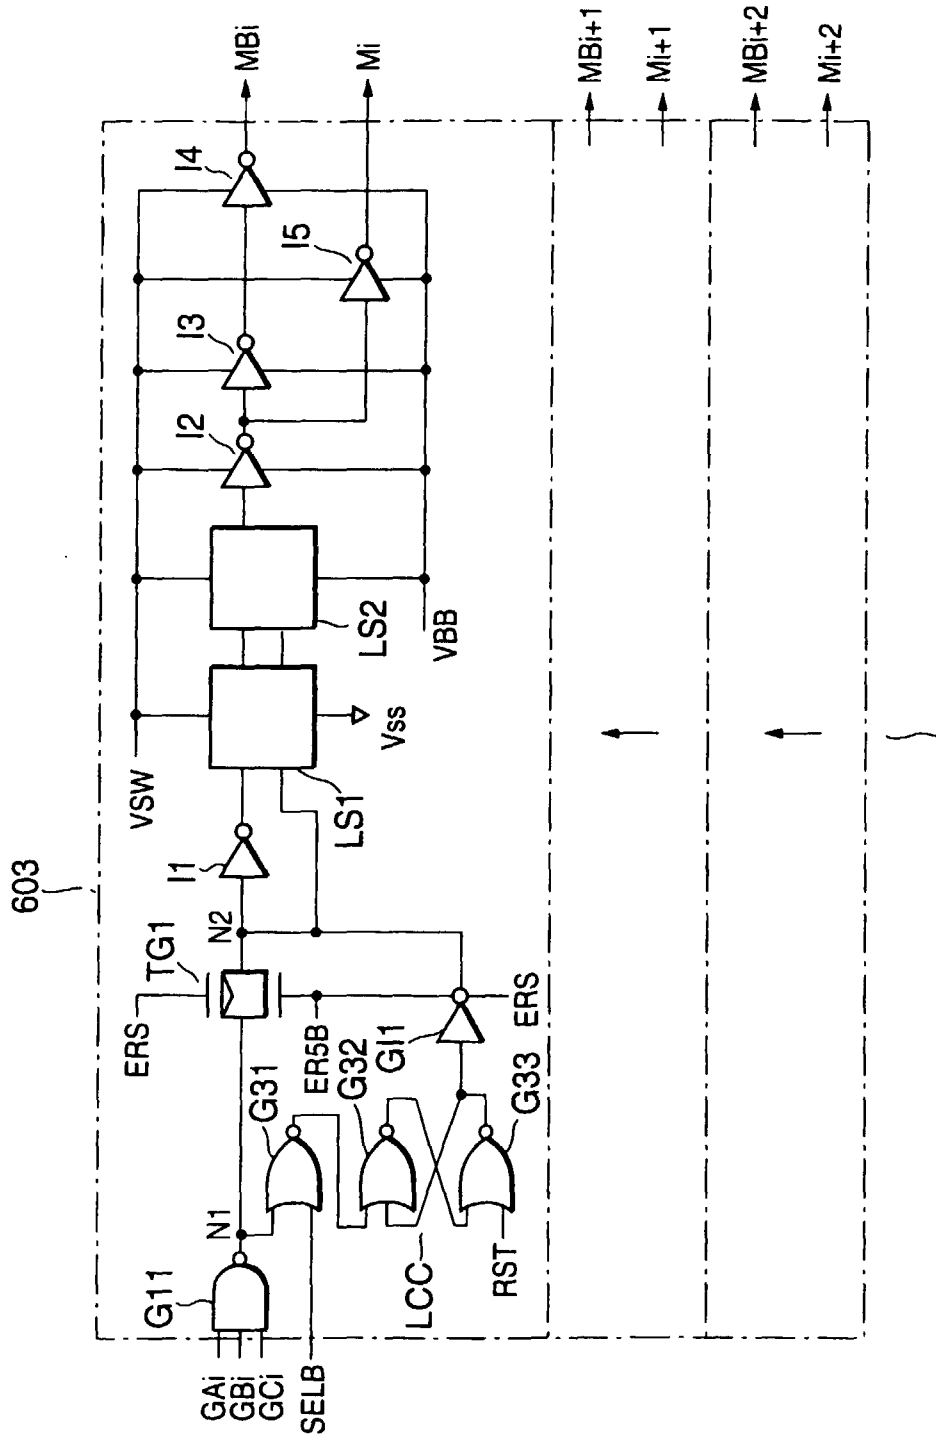 603
VSW
VBB
Vss
ERS
TG1
N2
I1
LS1
LS2
I2
I3
I4
I5
MBi
Mi
GAi
GBi
GCi
SELB
G11
N1
G31
ER5B
G32
GI1
ERS
LCC
RST
G33
MBi+1
Mi+1
MBi+2
Mi+2